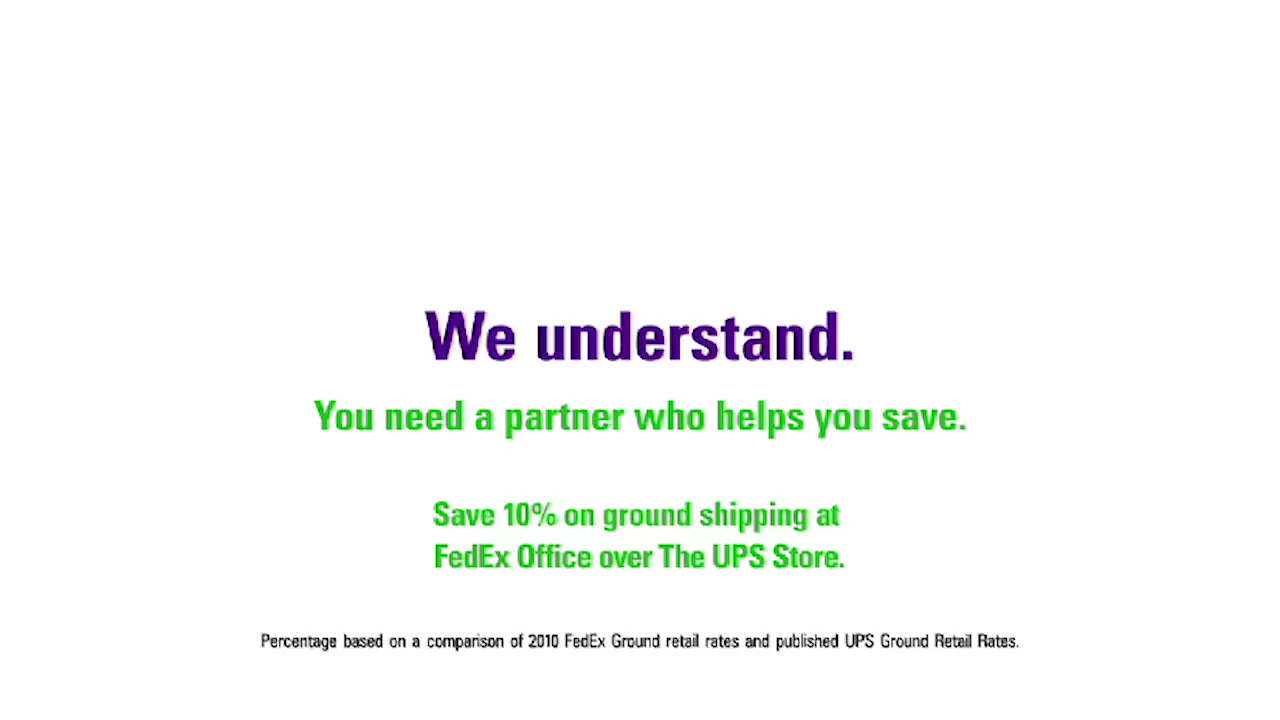 We understand.
You need a partner who helps you save.
Save 10% on ground shipping at
FedEx Office over The UPS Store.
Percentage based on a comparison of 2010 FedEx Ground retail rates and published UPS Ground Retail Rates.